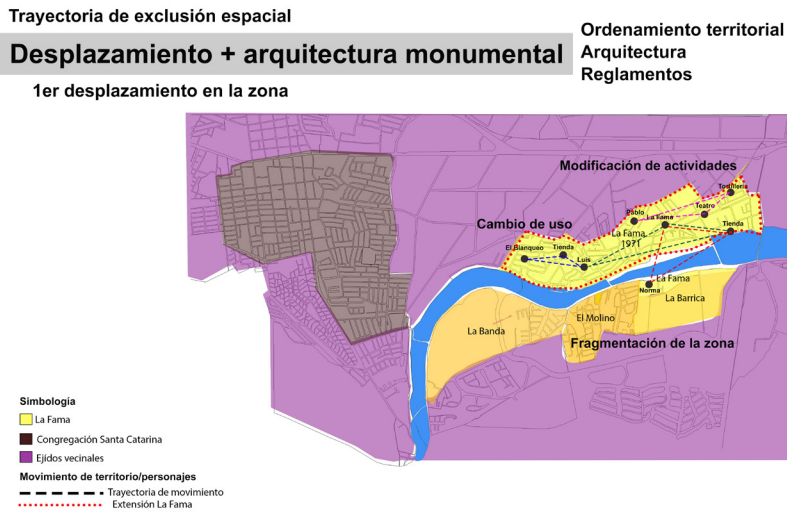 Trayectoria de exclusión espacial
Desplazamiento + arquitectura monumental
1er desplazamiento en la zona
Ordenamiento territorial
Arquitectura
Reglamentos
Modificación de actividades
Tostillería
Teatro
Pablo
La Fama
Tienda
La Fama,
1971
Cambio de uso
El Blanqueo
Tienda
Luis
La Fama
Norma
La Barrica
El Molino
La Banda
Fragmentación de la zona
Simbología
La Fama
Congregación Santa Catarina
Ejídos vecinales
Movimiento de territorio/personajes
Trayectoria de movimiento
Extensión La Fama